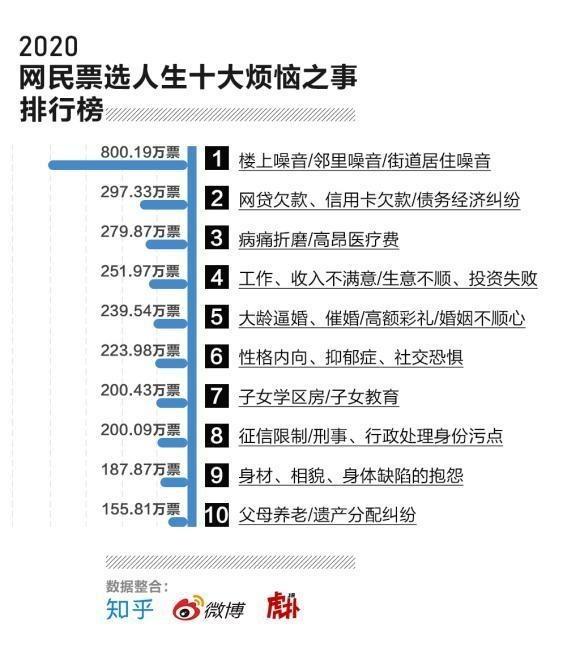 2020
网民票选人生十大烦恼之事
排行榜
800.19万票 1 楼上噪音/邻里噪音/街道居住噪音
297.33万票 2 网贷欠款、信用卡欠款/债务经济纠纷
279.87万票 3 病痛折磨/高昂医疗费
251.97万票 4 工作、收入不满意/生意不顺、投资失败
239.54万票 5 大龄逼婚、催婚/高额彩礼/婚姻不顺心
223.98万票 6 性格内向、抑郁症、社交恐惧
200.43万票 7 子女学区房/子女教育
200.09万票 8 征信限制/刑事、行政处理身份污点
187.87万票 9 身材、相貌、身体缺陷的抱怨
155.81万票 10 父母养老/遗产分配纠纷
数据整合：
知乎 微博 虎扑